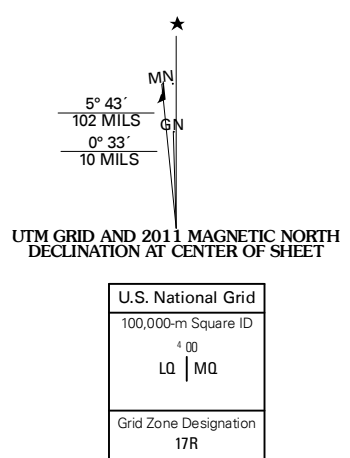 ★
MN
5° 43´
102 MILS
GN
0° 33´
10 MILS
UTM GRID AND 2011 MAGNETIC NORTH
DECLINATION AT CENTER OF SHEET
U.S. National Grid
100,000-m Square ID
4 00
LQ | MQ
Grid Zone Designation
17R